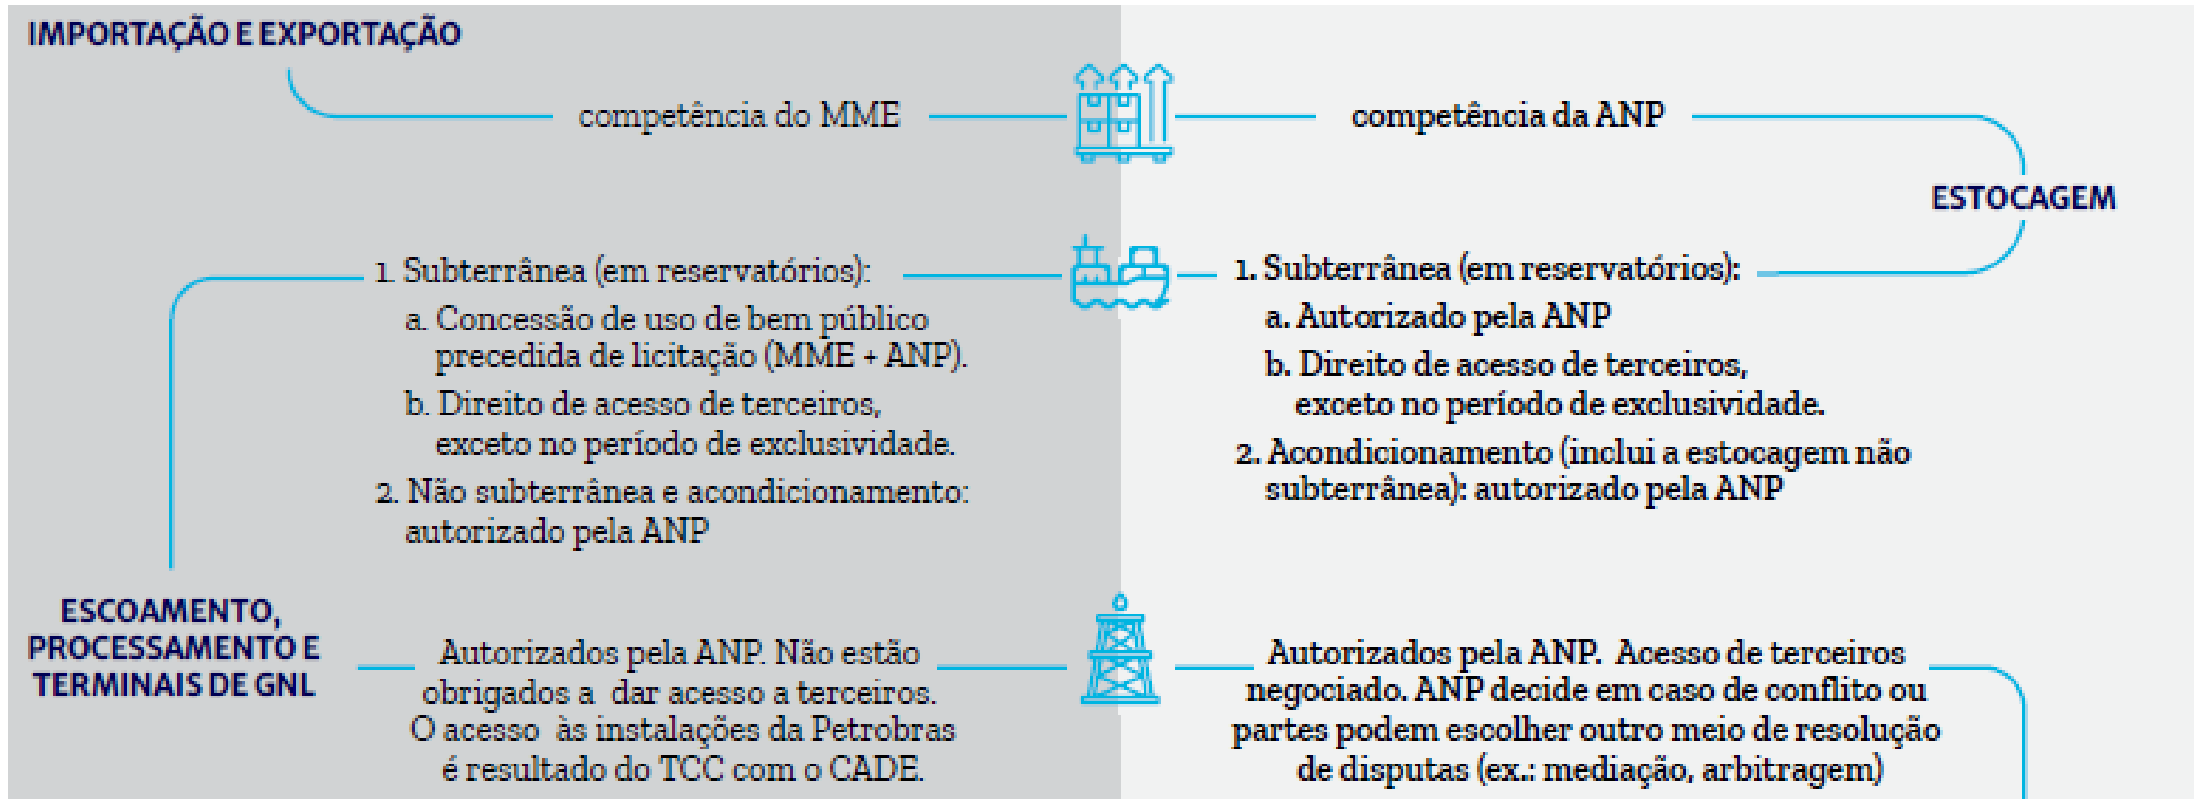 IMPORTAÇÃO E EXPORTAÇÃO
competência do MME
competência da ANP
ESTOCAGEM
1. Subterrânea (em reservatórios):
a. Concessão de uso de bem público
precedida de licitação (MME + ANP).
b. Direito de acesso de terceiros,
exceto no período de exclusividade.
2. Não subterrânea e acondicionamento:
autorizado pela ANP
1. Subterrânea (em reservatórios):
a. Autorizado pela ANP
b. Direito de acesso de terceiros,
exceto no período de exclusividade.
2. Acondicionamento (inclui a estocagem não
subterrânea): autorizado pela ANP
ESCOAMENTO,
PROCESSAMENTO E
TERMINAIS DE GNL
Autorizados pela ANP. Não estão
obrigados a dar acesso a terceiros.
O acesso às instalações da Petrobras
é resultado do TCC com o CADE.
Autorizados pela ANP. Acesso de terceiros
negociado. ANP decide em caso de conflito ou
partes podem escolher outro meio de resolução
de disputas (ex.: mediação, arbitragem)